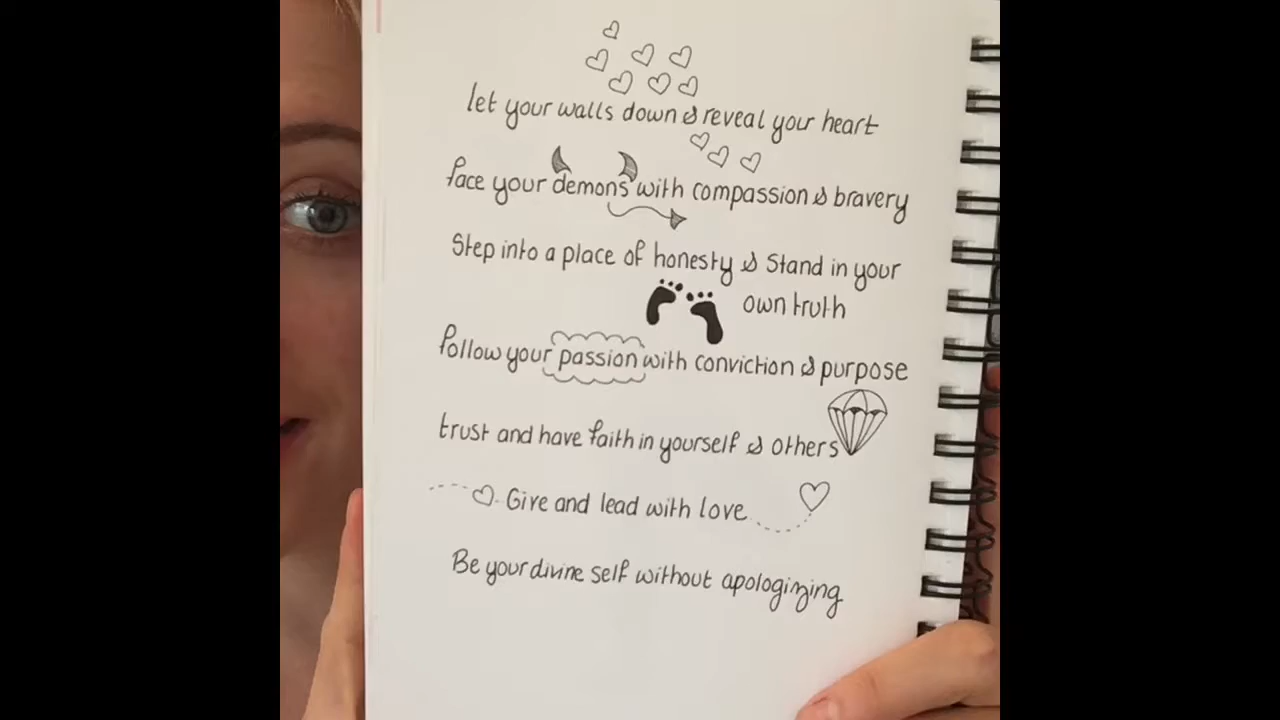 let your walls down & reveal your heart
face your demons with compassion & bravery
Step into a place of honesty & Stand in your
own truth
follow your passion with conviction & purpose
trust and have faith in yourself & others
Give and lead with love
Be your divine self without apologizing